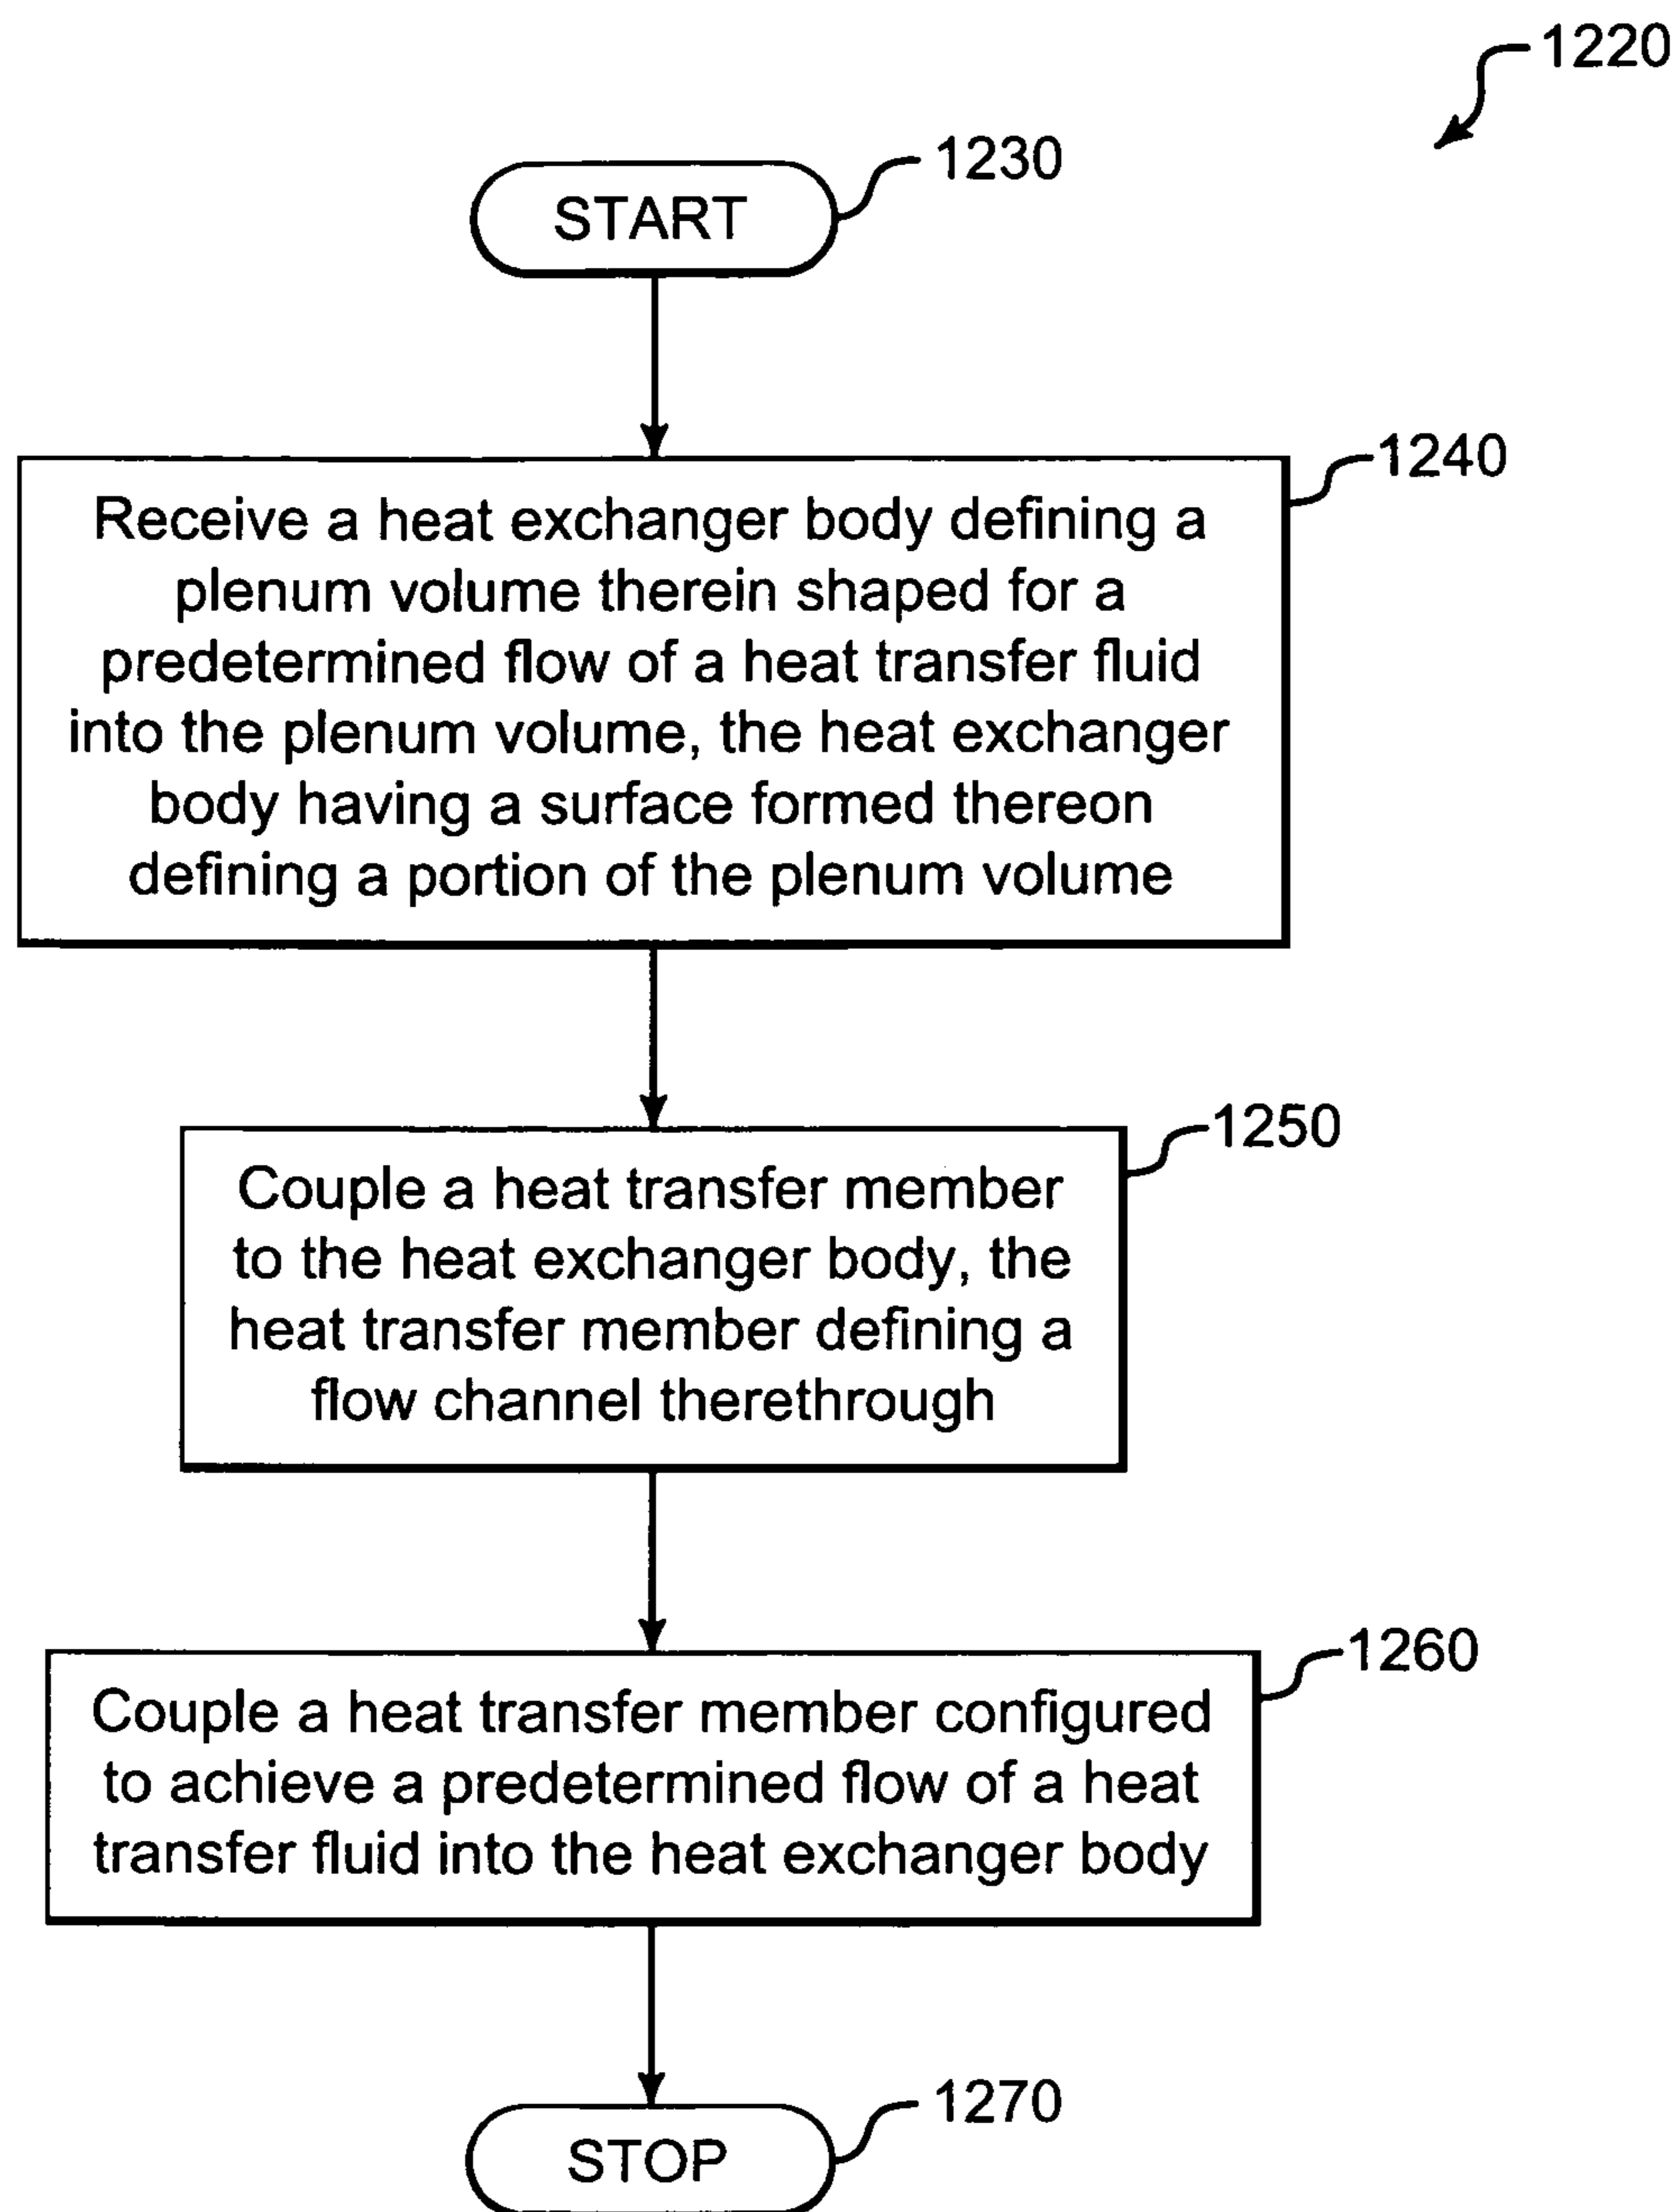 1220
1230
START
1240
Receive a heat exchanger body defining a
plenum volume therein shaped for a
predetermined flow of a heat transfer fluid
into the plenum volume, the heat exchanger
body having a surface formed thereon
defining a portion of the plenum volume
1250
Couple a heat transfer member
to the heat exchanger body, the
heat transfer member defining a
flow channel therethrough
1260
Couple a heat transfer member configured
to achieve a predetermined flow of a heat
transfer fluid into the heat exchanger body
1270
STOP